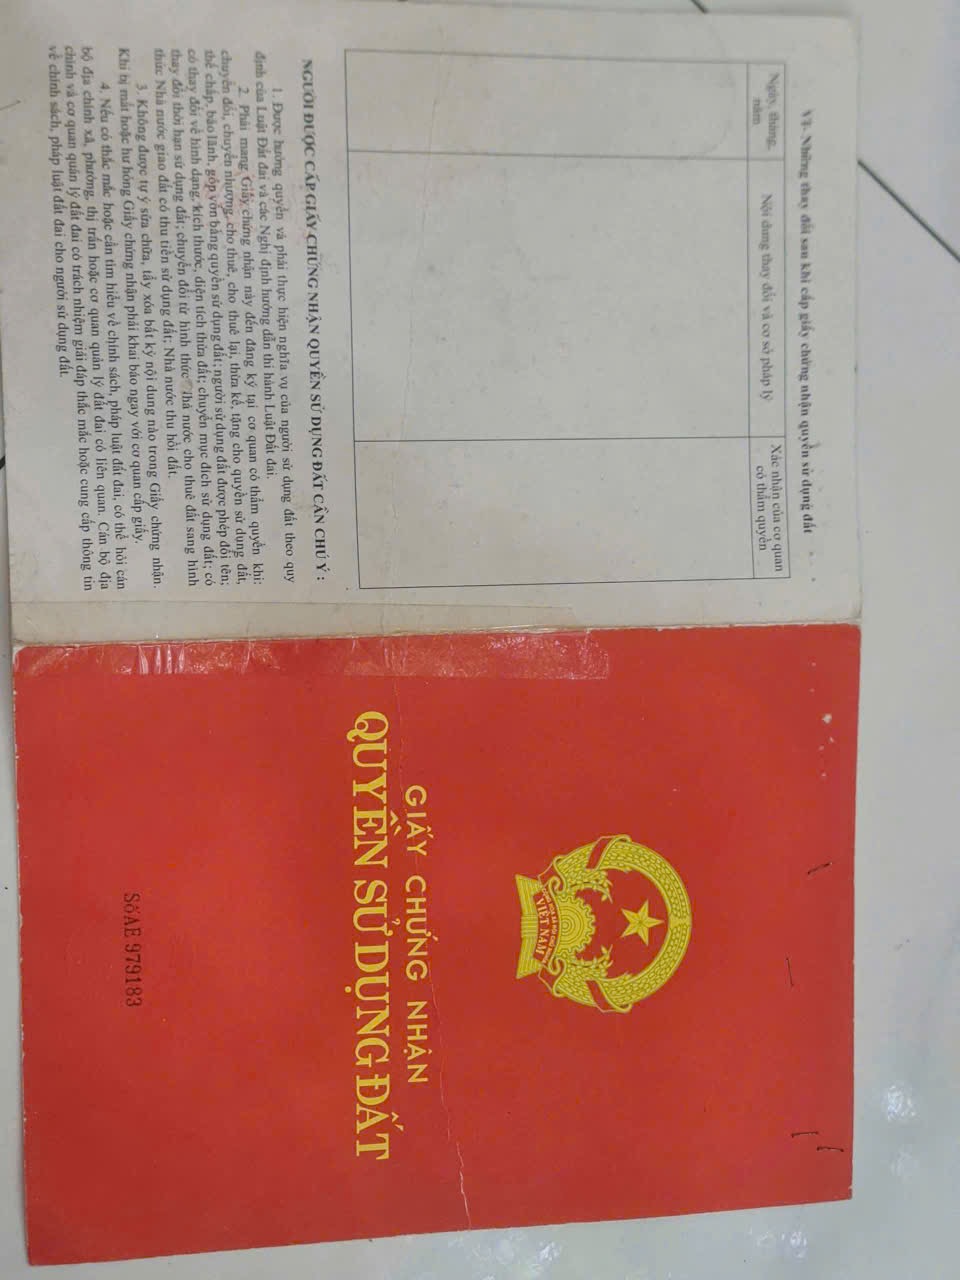 VI- Những thay đổi sau khi cấp giấy chứng nhận quyền sử dụng đất
Ngày, tháng, năm
Nội dung thay đổi và cơ sở pháp lý
Xác nhận của cơ quan có thẩm quyền
NGƯỜI ĐƯỢC CẤP GIẤY CHỨNG NHẬN QUYỀN SỬ DỤNG ĐẤT CẦN CHÚ Ý :
1. Được hưởng quyền và phải thực hiện nghĩa vụ của người sử dụng đất theo quy
định của Luật Đất đai và các Nghị định hướng dẫn thi hành Luật Đất đai.
2. Phải mang Giấy chứng nhận này đến đăng ký tại cơ quan có thẩm quyền khi:
chuyển đổi, chuyển nhượng, cho thuê, cho thuê lại, thừa kế, tặng cho quyền sử dụng đất,
thế chấp, bảo lãnh, góp vốn bằng quyền sử dụng đất; người sử dụng đất được phép đổi tên;
có thay đổi về hình dạng, kích thước, diện tích thửa đất; chuyển mục đích sử dụng đất; có
thay đổi thời hạn sử dụng đất; chuyển đổi từ hình thức Nhà nước cho thuê đất sang hình
thức Nhà nước giao đất có thu tiền sử dụng đất; Nhà nước thu hồi đất.
3. Không được tự ý sửa chữa, tẩy xóa bất kỳ nội dung nào trong Giấy chứng nhận.
Khi bị mất hoặc hư hỏng Giấy chứng nhận phải khai báo ngay với cơ quan cấp giấy.
4. Nếu có thắc mắc hoặc cần tìm hiểu về chính sách, pháp luật đất đai, có thể hỏi cán
bộ địa chính xã, phường, thị trấn hoặc cơ quan quản lý đất đai có liên quan. Cán bộ địa
chính và cơ quan quản lý đất đai có trách nhiệm giải đáp thắc mắc hoặc cung cấp thông tin
về chính sách, pháp luật đất đai cho người sử dụng đất.
CỘNG HÒA XÃ HỘI CHỦ NGHĨA
VIỆT NAM
GIẤY CHỨNG NHẬN
QUYỀN SỬ DỤNG ĐẤT
Số AE 979183